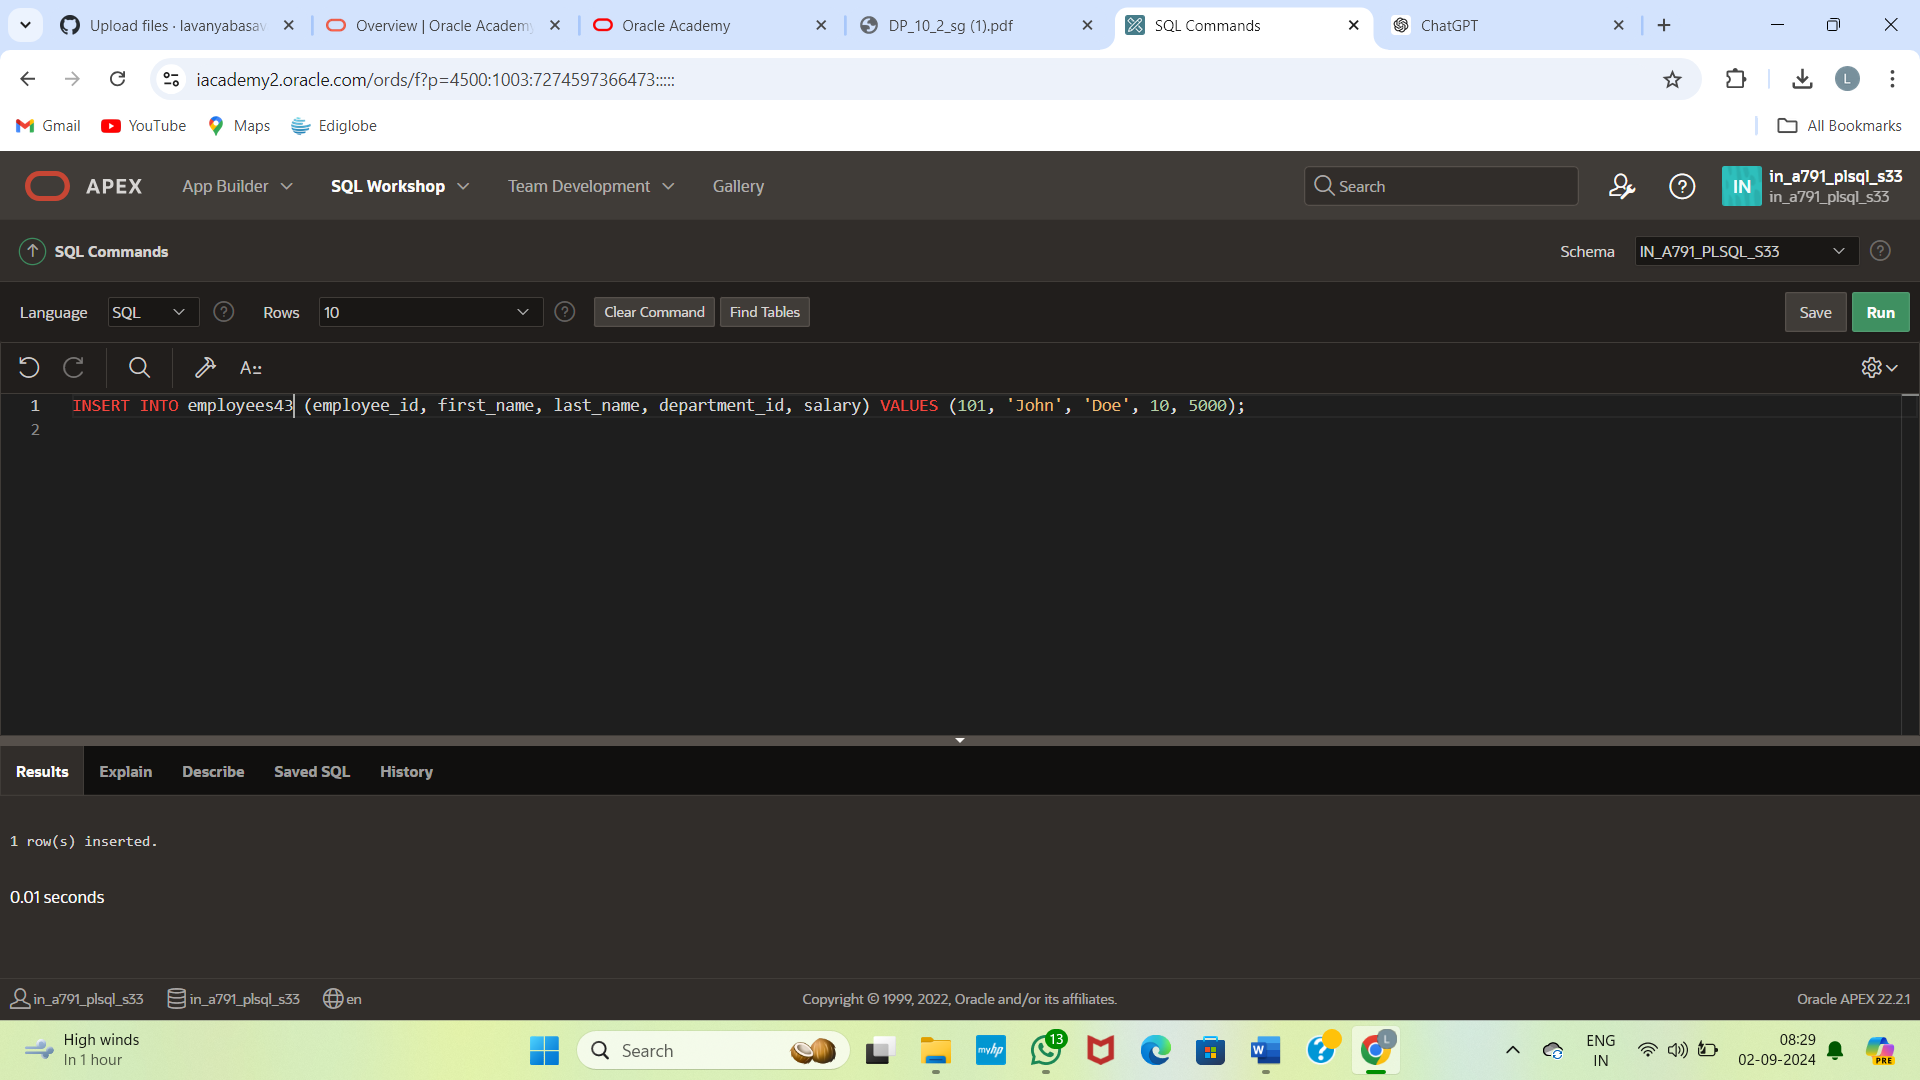 Upload files · lavanyabasav
Overview | Oracle Academy
Oracle Academy
DP_10_2_sg (1).pdf
SQL Commands
ChatGPT
iacademy2.oracle.com/ords/f?p=4500:1003:7274597366473:::::
L
Gmail
YouTube
Maps
Ediglobe
All Bookmarks
APEX
App Builder
SQL Workshop
Team Development
Gallery
Search
IN
in_a791_plsql_s33
in_a791_plsql_s33
SQL Commands
Schema
IN_A791_PLSQL_S33
Language
SQL
Rows
10
Clear Command
Find Tables
Save
Run
A::
1 INSERT INTO employees43 (employee_id, first_name, last_name, department_id, salary) VALUES (101, 'John', 'Doe', 10, 5000);
2
Results
Explain
Describe
Saved SQL
History
1 row(s) inserted.
0.01 seconds
in_a791_plsql_s33
in_a791_plsql_s33
en
Copyright © 1999, 2022, Oracle and/or its affiliates.
Oracle APEX 22.2.1
High winds
In 1 hour
Search
myhp
13
W
L
ENG
IN
08:29
02-09-2024
PRE